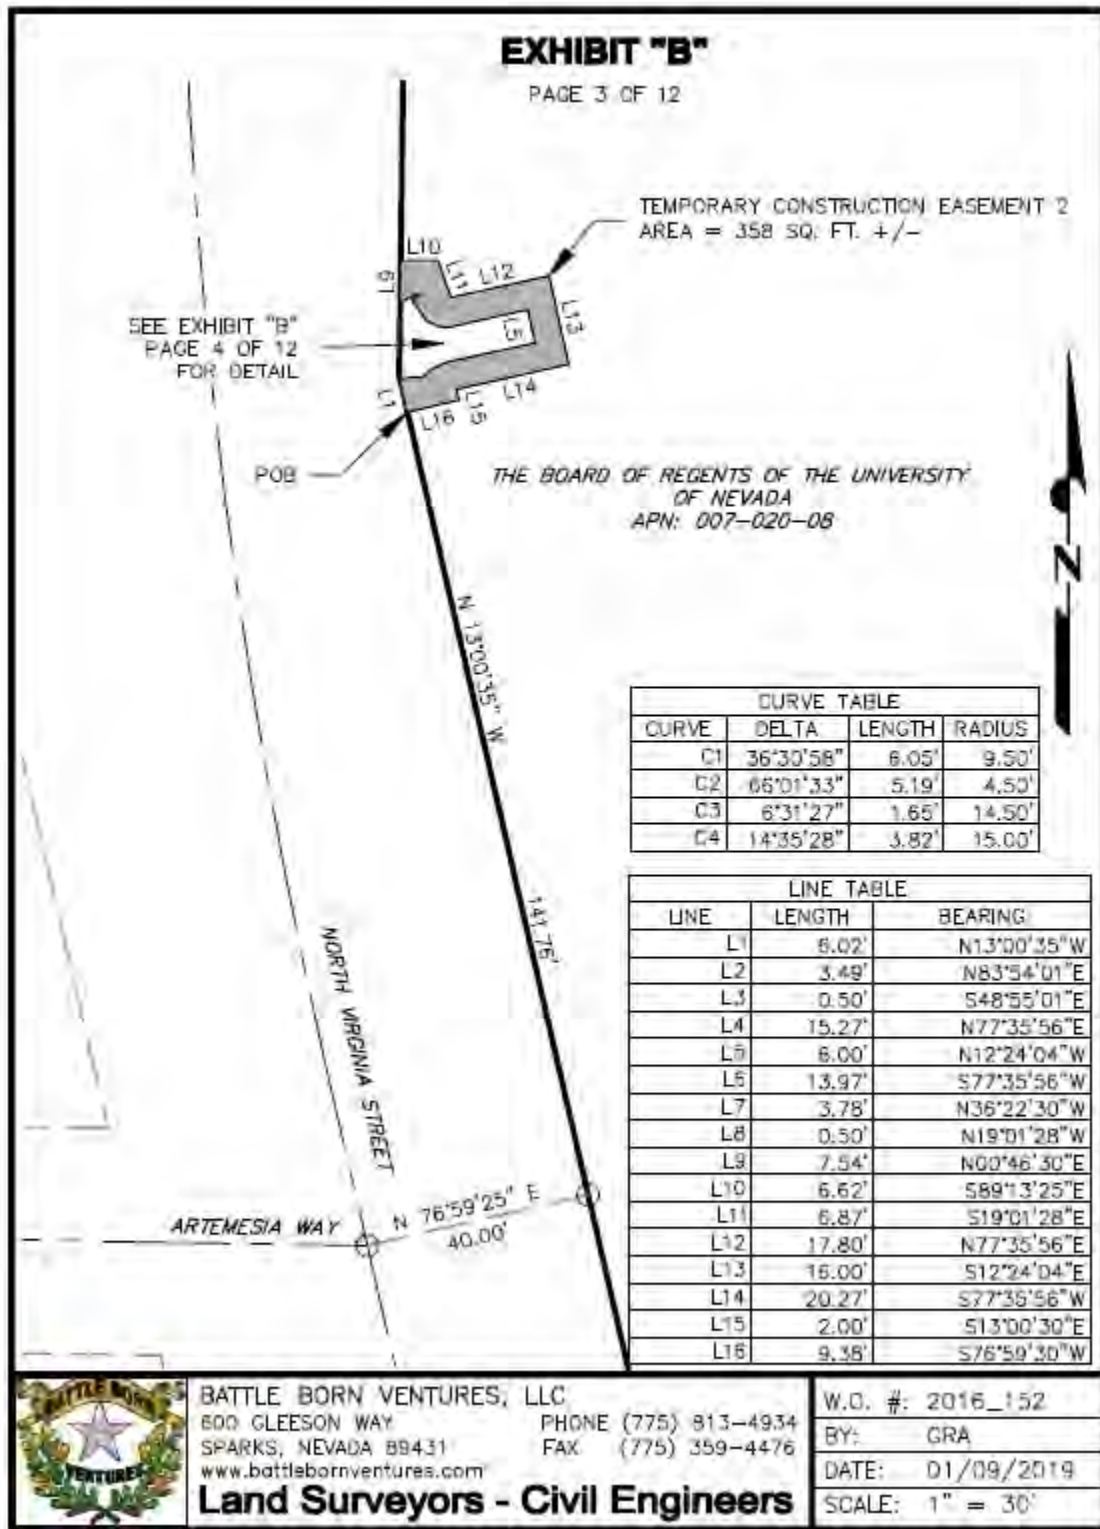 EXHIBIT "B"
PAGE 3 OF 12
TEMPORARY CONSTRUCTION EASEMENT 2
AREA = 358 SQ. FT. +/-
L10
L11
L12
L13
L5
L14
L15
L16
L1
SEE EXHIBIT "B"
PAGE 4 OF 12
FOR DETAIL
POB
THE BOARD OF REGENTS OF THE UNIVERSITY
OF NEVADA
APN: 007-020-08
N
N 13°00'35" W
141.76'
NORTH VIRGINIA STREET
ARTEMESIA WAY
N 76°59'25" E
40.00'
CURVE TABLE
CURVE DELTA LENGTH RADIUS
C1 36°30'58" 6.05' 9.50'
C2 66°01'33" 5.19' 4.50'
C3 6°31'27" 1.65' 14.50'
C4 14°35'28" 3.82' 15.00'
LINE TABLE
LINE LENGTH BEARING
L1 6.02' N13°00'35"W
L2 3.49' N83°54'01"E
L3 0.50' S48°55'01"E
L4 15.27' N77°35'56"E
L5 6.00' N12°24'04"W
L6 13.97' S77°35'56"W
L7 3.78' N36°22'30"W
L8 0.50' N19°01'28"W
L9 7.54' N00°46'30"E
L10 6.62' S89°13'25"E
L11 6.87' S19°01'28"E
L12 17.80' N77°35'56"E
L13 16.00' S12°24'04"E
L14 20.27' S77°35'56"W
L15 2.00' S13°00'30"E
L16 9.38' S76°59'30"W
BATTLE BORN
VENTURES
BATTLE BORN VENTURES, LLC
600 GLEESON WAY PHONE (775) 813-4934
SPARKS, NEVADA 89431 FAX (775) 359-4476
www.battlebornventures.com
Land Surveyors - Civil Engineers
W.O. #: 2016_152
BY: GRA
DATE: 01/09/2019
SCALE: 1" = 30'